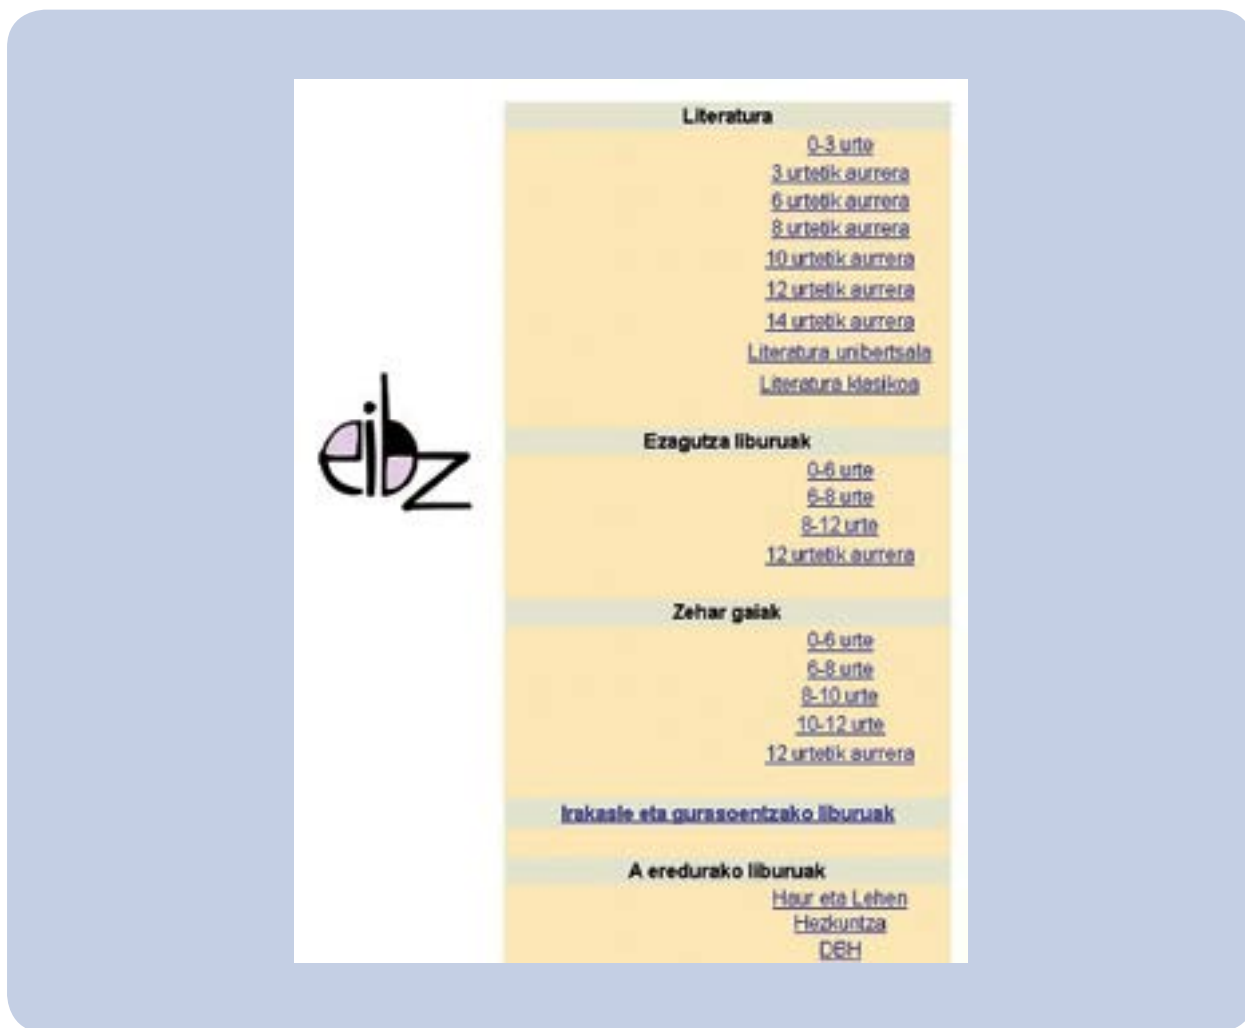 Literatura
0-3 urte
3 urtetik aurrera
6 urtetik aurrera
8 urtetik aurrera
10 urtetik aurrera
12 urtetik aurrera
14 urtetik aurrera
Literatura unibertsala
Literatura klasikoa
eibz
Ezagutza liburuak
0-6 urte
6-8 urte
8-12 urte
12 urtetik aurrera
Zehar gaiak
0-6 urte
6-8 urte
8-10 urte
10-12 urte
12 urtetik aurrera
Irakasle eta gurasoentzako liburuak
A eredurako liburuak
Haur eta Lehen
Hezkuntza
DBH